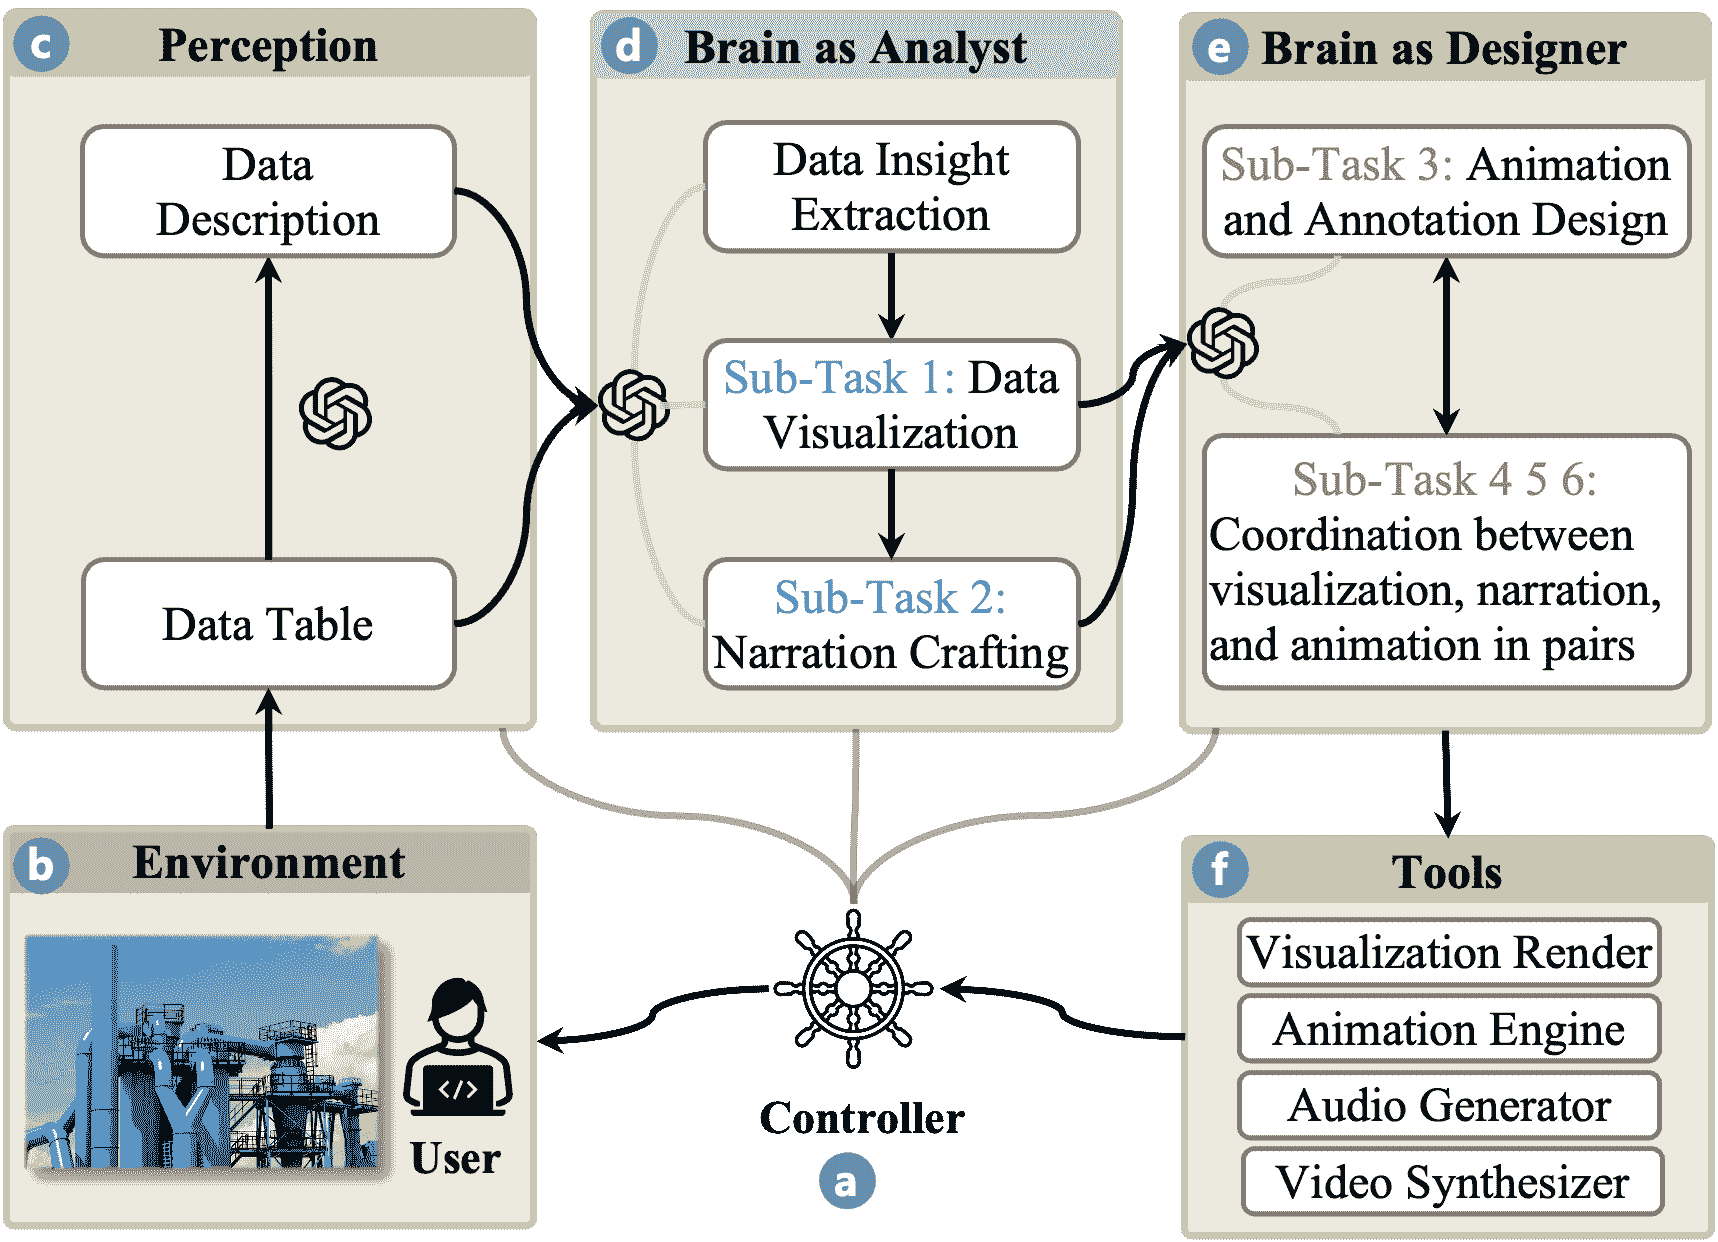 c Perception
Data
Description
Data Table
d Brain as Analyst
Data Insight
Extraction
Sub-Task 1: Data
Visualization
Sub-Task 2:
Narration Crafting
e Brain as Designer
Sub-Task 3: Animation
and Annotation Design
Sub-Task 4 5 6:
Coordination between
visualization, narration,
and animation in pairs
b Environment
</>
User
Controller
a
f Tools
Visualization Render
Animation Engine
Audio Generator
Video Synthesizer